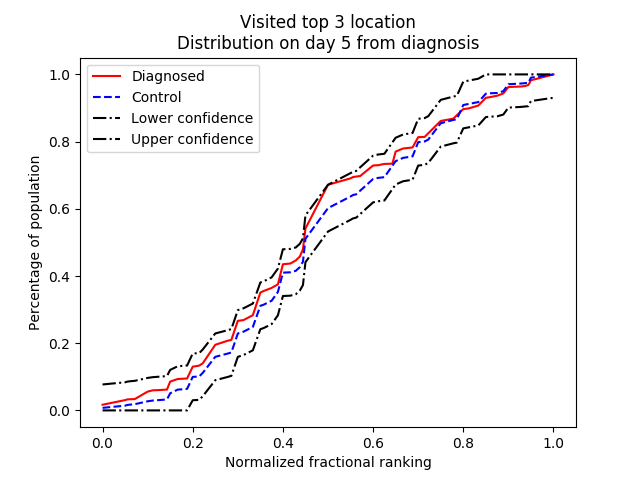 Visited top 3 location
Distribution on day 5 from diagnosis
Diagnosed
Control
Lower confidence
Upper confidence
Percentage of population
1.0
0.8
0.6
0.4
0.2
0.0
0.0 0.2 0.4 0.6 0.8 1.0
Normalized fractional ranking